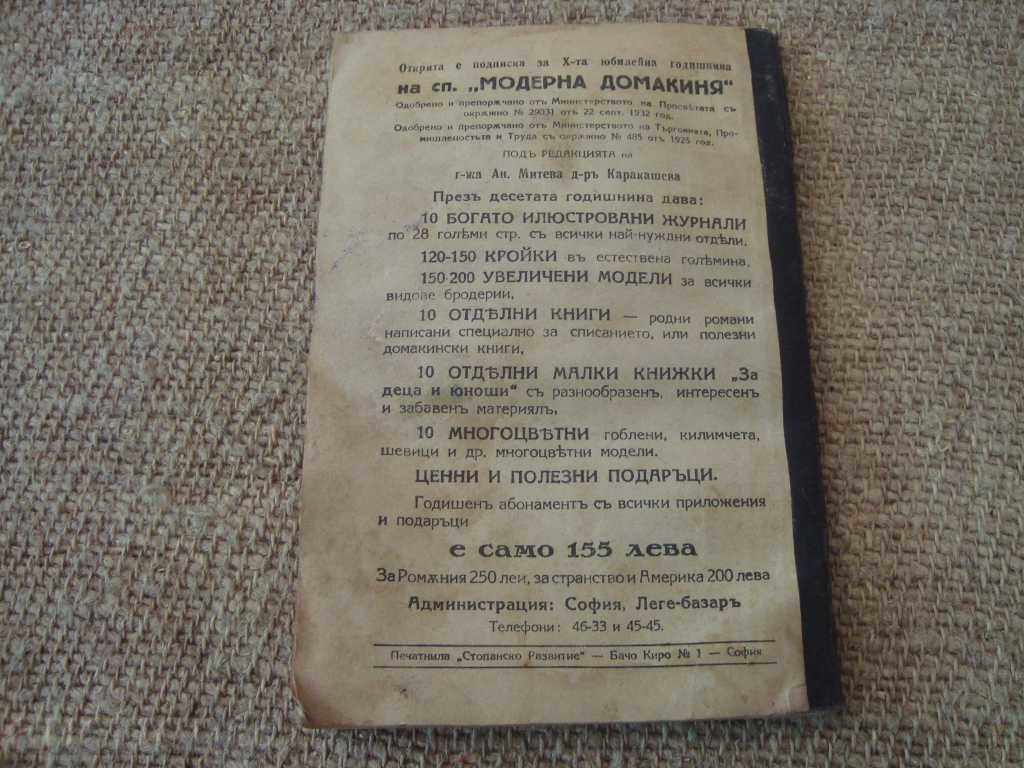 Открита е подписка за X-та юбилейна годишнина
на сп. „МОДЕРНА ДОМАКИНЯ“
Одобрено и препорѫчано отъ Министерството на Просвѣтата съ
окрѫжно № 29031 отъ 22 септ. 1932 год.
Одобрено и препорѫчано отъ Министерството на Търговията, Про-
мишленостьта и Труда съ окрѫжно № 485 отъ 1925 год.
ПОДЪ РЕДАКЦИЯТА на
г-жа Ан. Митева д-ръ Каракашева
Презъ десетата годишнина дава:
10 БОГАТО ИЛЮСТРОВАНИ ЖУРНАЛИ
по 28 голѣми стр. съ всички най-нуждни отдѣли.
120-150 КРОЙКИ въ естествена голѣмина,
150-200 УВЕЛИЧЕНИ МОДЕЛИ за всички
видове бродерии,
10 ОТДѢЛНИ КНИГИ — родни романи
написани специално за списанието, или полезни
домакински книги,
10 ОТДѢЛНИ МАЛКИ КНИЖКИ „За
деца и юноши“ съ разнообразенъ, интересенъ
и забавенъ материялъ,
10 МНОГОЦВѢТНИ гоблени, килимчета,
шевици и др. многоцвѣтни модели.
ЦЕННИ И ПОЛЕЗНИ ПОДАРЪЦИ.
Годишенъ абонаментъ съ всички приложения
и подаръци
е само 155 лева
За Ромѫния 250 леи, за странство и Америка 200 лева
Администрация: София, Леге-базаръ
Телефони: 46-33 и 45-45.
Печатнила „Стопанско Развитие“ — Бачо Киро № 1 — София